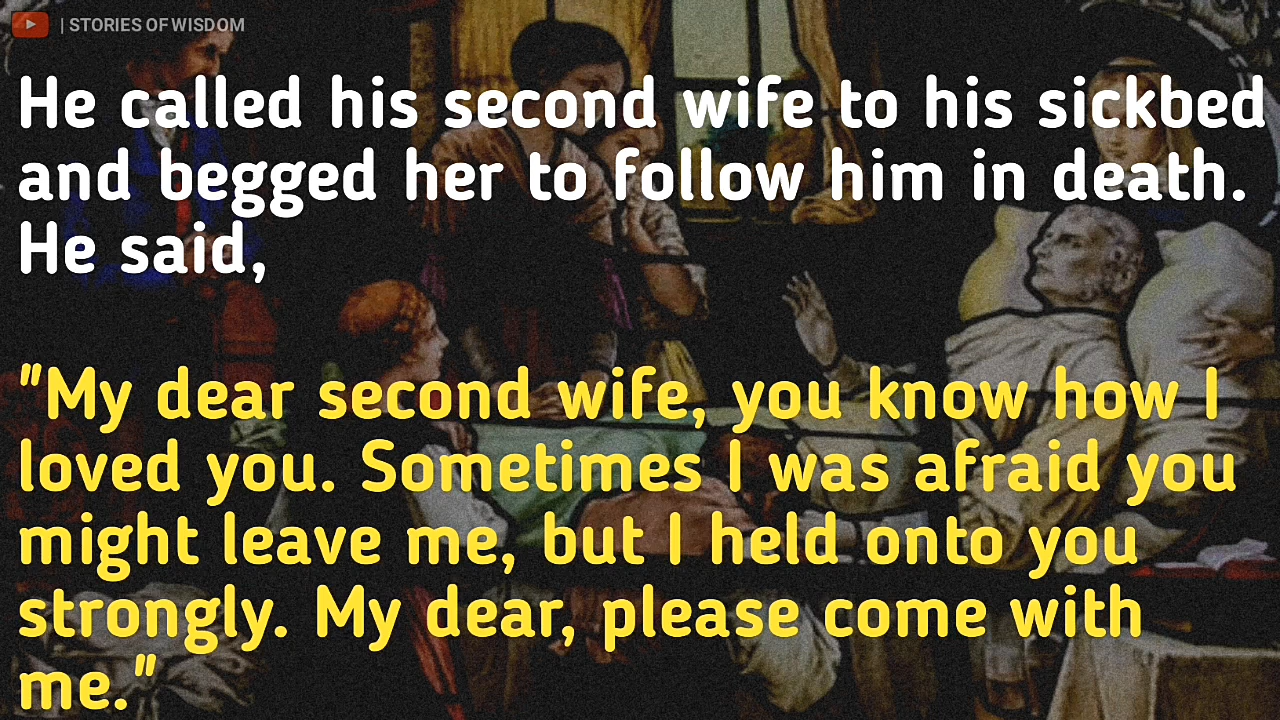 | STORIES OF WISDOM
He called his second wife to his sickbed
and begged her to follow him in death.
He said,
"My dear second wife, you know how I
loved you. Sometimes I was afraid you
might leave me, but I held onto you
strongly. My dear, please come with
me."